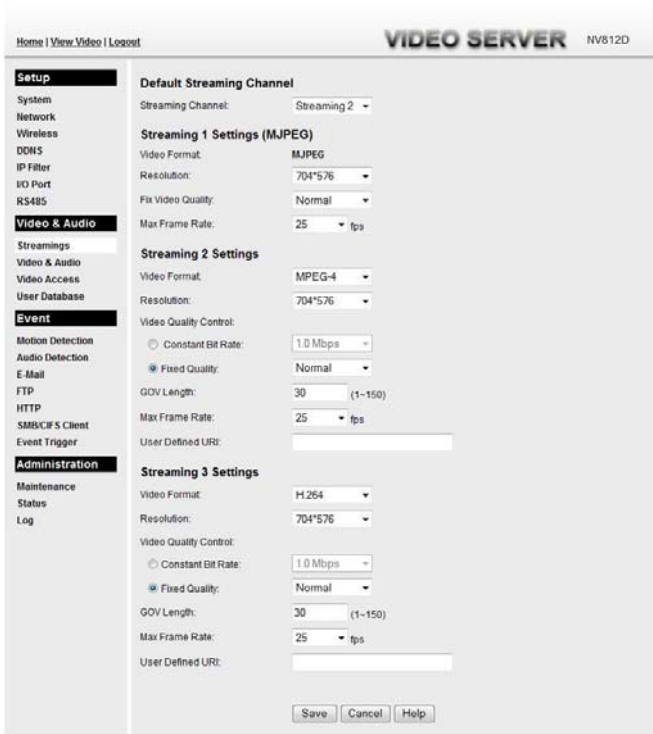 Home | View Video | Logout
VIDEO SERVER NV812D
Setup
System
Network
Wireless
DDNS
IP Filter
I/O Port
RS485
Video & Audio
Streamings
Video & Audio
Video Access
User Database
Event
Motion Detection
Audio Detection
E-Mail
FTP
HTTP
SMB/CIFS Client
Event Trigger
Administration
Maintenance
Status
Log
Default Streaming Channel
Streaming Channel: Streaming 2
Streaming 1 Settings (MJPEG)
Video Format: MJPEG
Resolution: 704*576
Fix Video Quality: Normal
Max Frame Rate: 25 fps
Streaming 2 Settings
Video Format: MPEG-4
Resolution: 704*576
Video Quality Control:
Constant Bit Rate: 1.0 Mbps
Fixed Quality: Normal
GOV Length: 30 (1~150)
Max Frame Rate: 25 fps
User Defined URI:
Streaming 3 Settings
Video Format: H.264
Resolution: 704*576
Video Quality Control:
Constant Bit Rate: 1.0 Mbps
Fixed Quality: Normal
GOV Length: 30 (1~150)
Max Frame Rate: 25 fps
User Defined URI:
Save Cancel Help